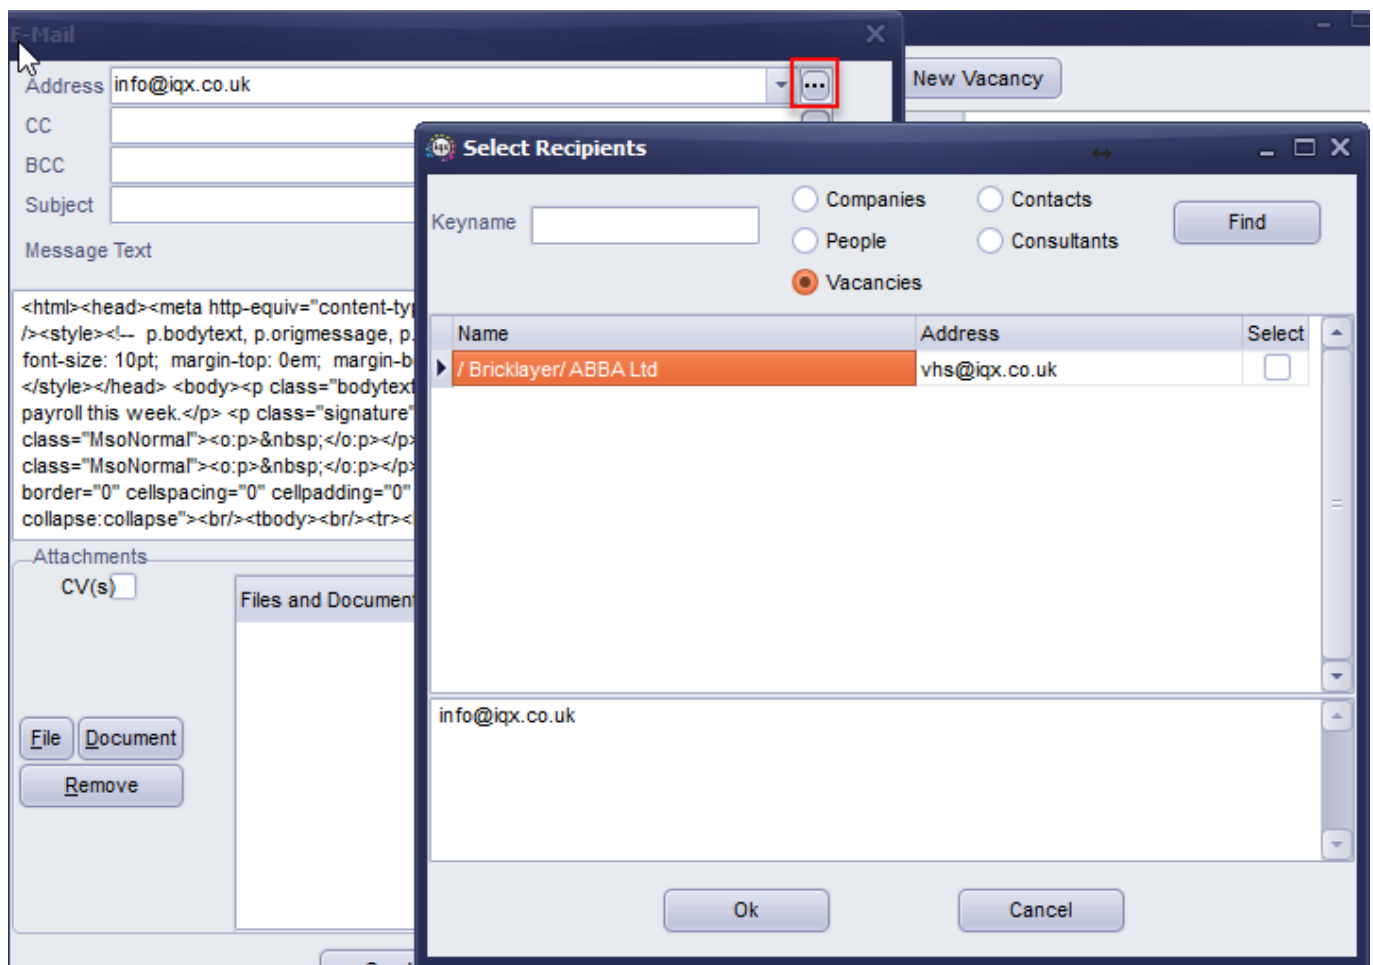 E-Mail
Address info@iqx.co.uk ...
New Vacancy
CC
BCC
Subject
Message Text
<html><head><meta http-equiv="content-typ
/><style><!-- p.bodytext, p.origmessage, p.
font-size: 10pt; margin-top: 0em; margin-b
</style></head> <body><p class="bodytext
payroll this week.</p> <p class="signature"
class="MsoNormal"><o:p>&nbsp;</o:p></p>
class="MsoNormal"><o:p>&nbsp;</o:p></p>
border="0" cellspacing="0" cellpadding="0"
collapse:collapse"><br/><tbody><br/><tr><
Attachments
CV(s)
Files and Document
File Document
Remove
iqx Select Recipients
Keyname
Companies Contacts
People Consultants
Vacancies
Find
Name Address Select
/ Bricklayer/ ABBA Ltd vhs@iqx.co.uk
info@iqx.co.uk
Ok Cancel